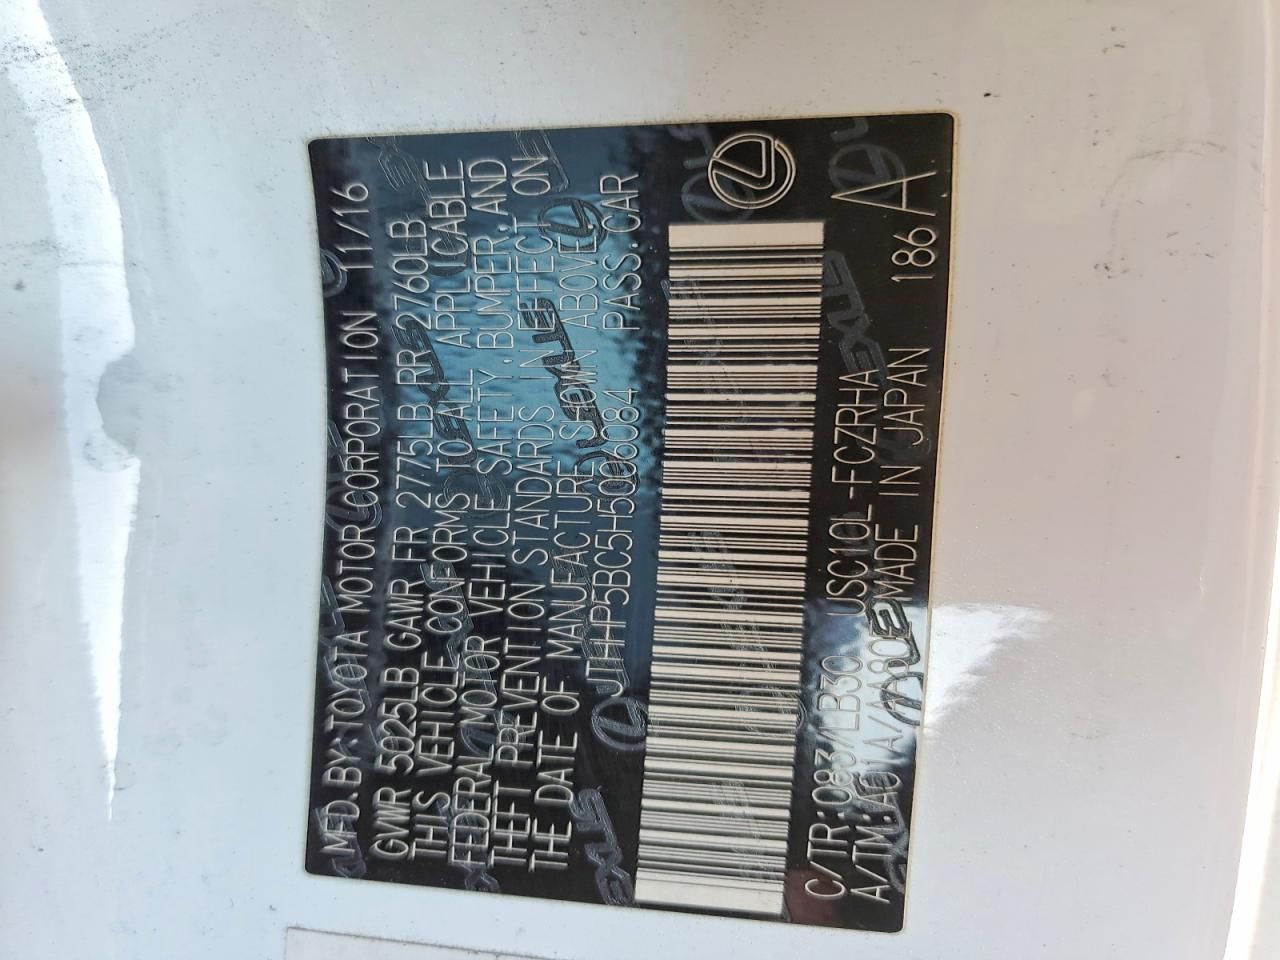 MFD.BY:TOYOTA MOTOR CORPORATION 11/16
GVWR 5025LB GAWR FR 2775LB RR 2760LB
THIS VEHICLE CONFORMS TO ALL APPLICABLE
FEDERAL MOTOR VEHICLE SAFETY,BUMPER,AND
THEFT PREVENTION STANDARDS IN EFFECT ON
THE DATE OF MANUFACTURE SHOWN ABOVE.
JTHHP5BC5H5006084 PASS.CAR
C/TR:083/LB30 USC10L-FCZRHA
A/TM:A01A/AA80E MADE IN JAPAN 186 A